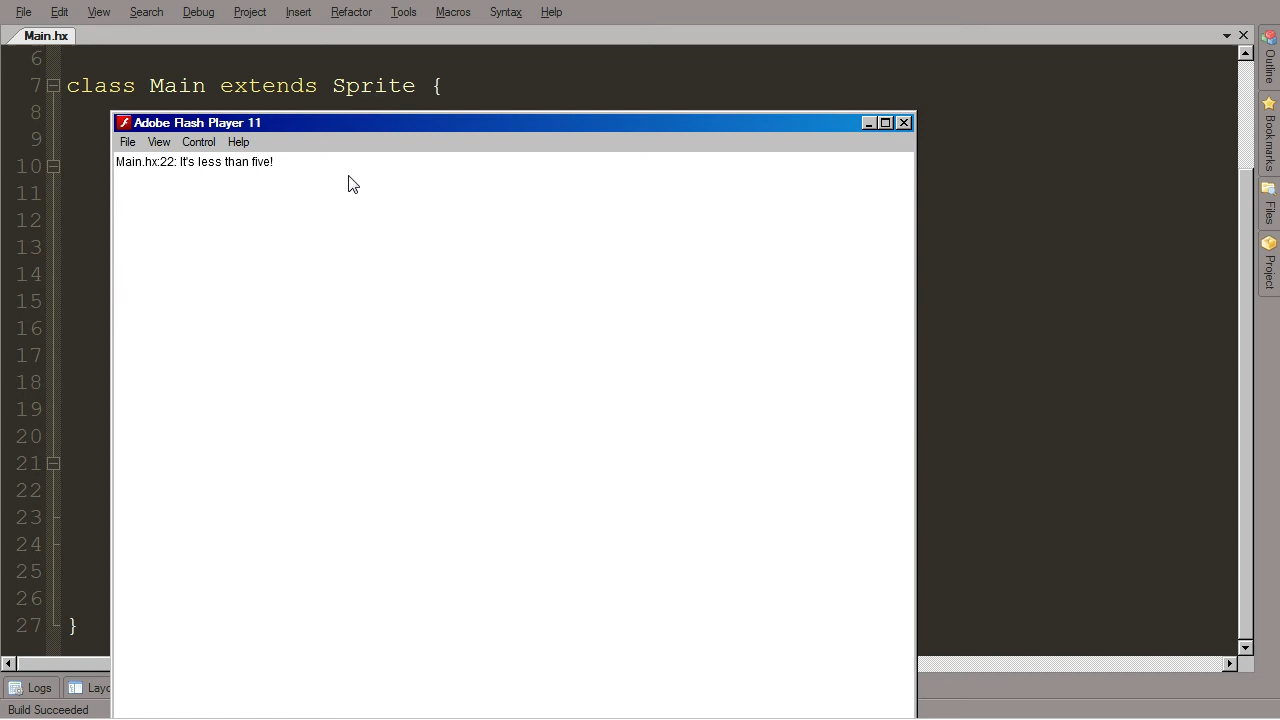 File Edit View Search Debug Project Insert Refactor Tools Macros Syntax Help
Main.hx
Outline
Bookmarks
Files
Project
6
7 class Main extends Sprite {
8
9
10
11
12
13
14
15
16
17
18
19
20
21
22
23
24
25
26
27 }
Adobe Flash Player 11
File View Control Help
Main.hx:22: It's less than five!
Logs
Build Succeeded